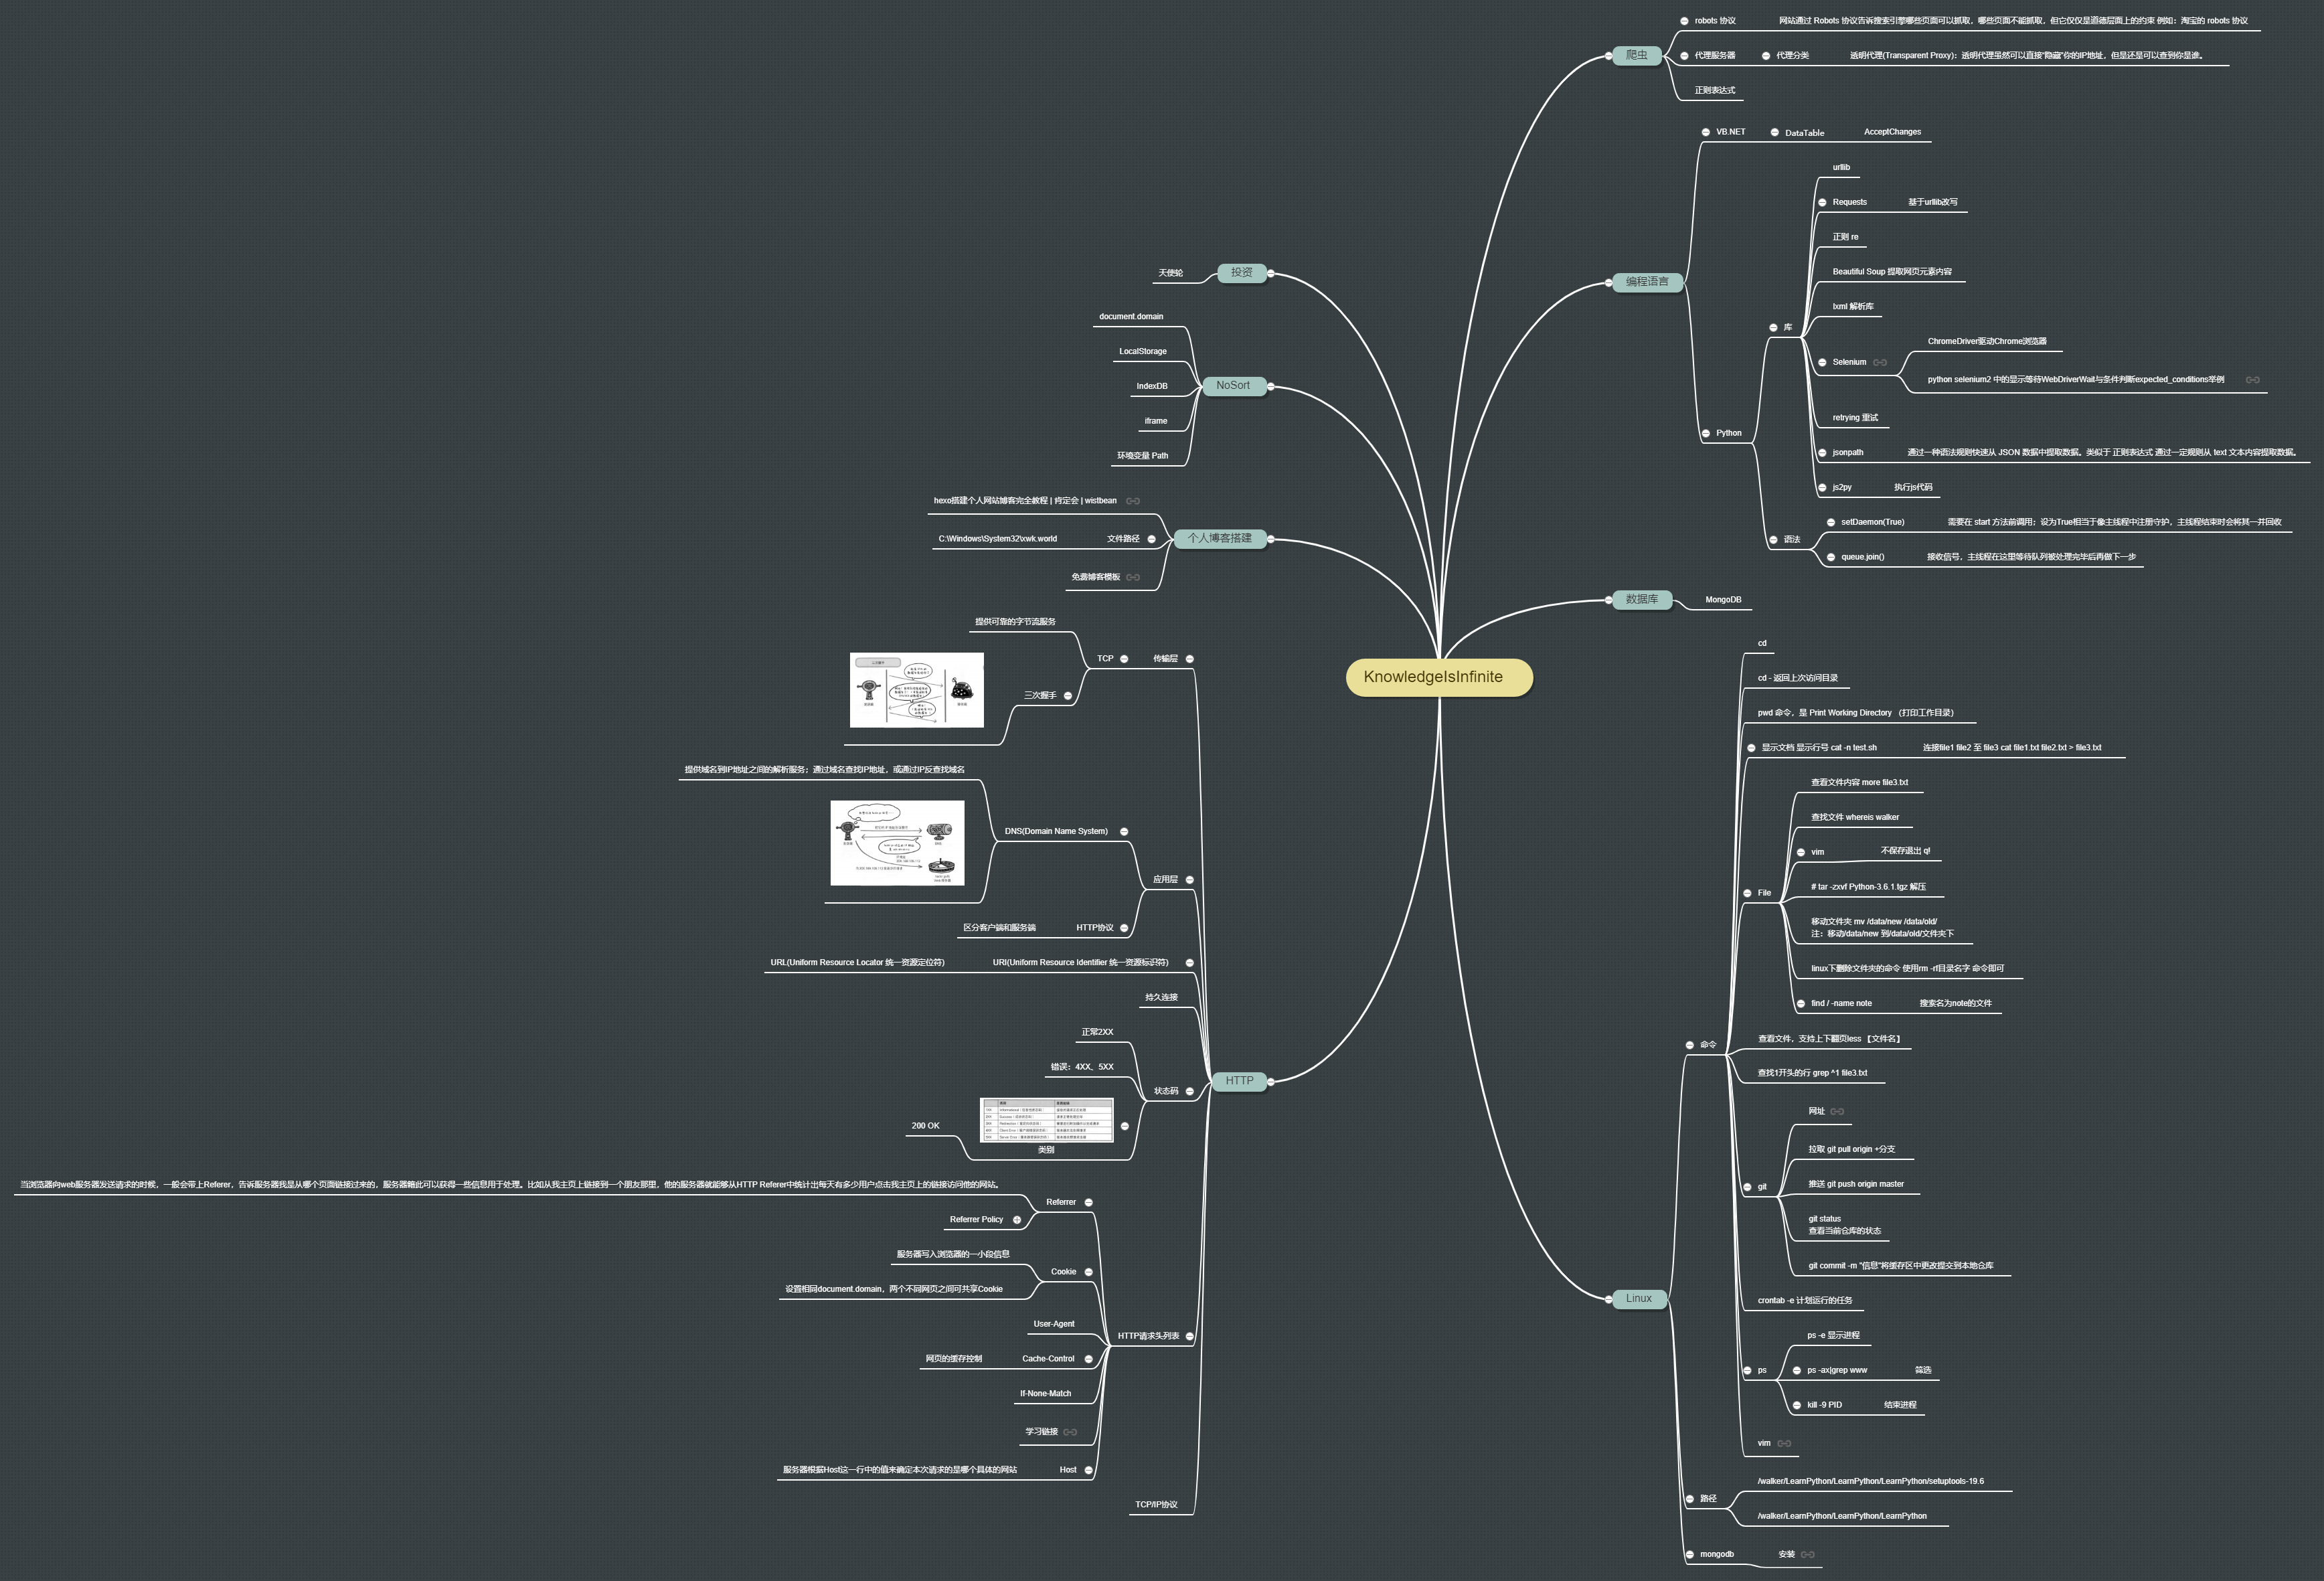 KnowledgeIsInfinite
爬虫
robots 协议
网站通过 Robots 协议告诉搜索引擎哪些页面可以抓取，哪些页面不能抓取，但它仅仅是道德层面上的约束 例如：淘宝的 robots 协议
代理服务器
代理分类
透明代理(Transparent Proxy)：透明代理虽然可以直接"隐藏"你的IP地址，但是还是可以查到你是谁。
正则表达式
编程语言
VB.NET
DataTable
AcceptChanges
Python
库
urllib
Requests
基于urllib改写
正则 re
Beautiful Soup 提取网页元素内容
lxml 解析库
Selenium
ChromeDriver驱动Chrome浏览器
python selenium2 中的显示等待WebDriverWait与条件判断expected_conditions举例
retrying 重试
jsonpath
通过一种语法规则快速从 JSON 数据中提取数据。类似于 正则表达式 通过一定规则从 text 文本内容提取数据。
js2py
执行js代码
语法
setDaemon(True)
需要在 start 方法前调用；设为True相当于像主线程中注册守护，主线程结束时会将其一并回收
queue.join()
接收信号，主线程在这里等待队列被处理完毕后再做下一步
数据库
MongoDB
Linux
命令
cd
cd - 返回上次访问目录
pwd 命令，是 Print Working Directory （打印工作目录）
显示文档 显示行号 cat -n test.sh
连接file1 file2 至 file3 cat file1.txt file2.txt > file3.txt
File
查看文件内容 more file3.txt
查找文件 whereis walker
vim
不保存退出 q!
# tar -zxvf Python-3.6.1.tgz 解压
移动文件夹 mv /data/new /data/old/
注：移动/data/new 到/data/old/文件夹下
linux下删除文件夹的命令 使用rm -rf目录名字 命令即可
find / -name note
搜索名为note的文件
查看文件，支持上下翻页less 【文件名】
查找1开头的行 grep ^1 file3.txt
git
网址
拉取 git pull origin +分支
推送 git push origin master
git status
查看当前仓库的状态
git commit -m "信息"将缓存区中更改提交到本地仓库
crontab -e 计划运行的任务
ps
ps -e 显示进程
ps -ax|grep www
筛选
kill -9 PID
结束进程
vim
路径
/walker/LearnPython/LearnPython/LearnPython/setuptools-19.6
/walker/LearnPython/LearnPython/LearnPython
mongodb
安装
投资
天使轮
NoSort
document.domain
LocalStorage
IndexDB
iframe
环境变量 Path
个人博客搭建
hexo搭建个人网站博客完全教程 | 肯定会 | wistbean
文件路径
C:\Windows\System32\xwk.world
免费博客模板
HTTP
传输层
TCP
提供可靠的字节流服务
三次握手
应用层
DNS(Domain Name System)
提供域名到IP地址之间的解析服务；通过域名查找IP地址，或通过IP反查找域名
HTTP协议
区分客户端和服务端
URI(Uniform Resource Identifier 统一资源标识符)
URL(Uniform Resource Locator 统一资源定位符)
持久连接
状态码
正常2XX
错误：4XX、5XX
类别
200 OK
HTTP请求头列表
Referrer
当浏览器向web服务器发送请求的时候，一般会带上Referer，告诉服务器我是从哪个页面链接过来的，服务器籍此可以获得一些信息用于处理。比如从我主页上链接到一个朋友那里，他的服务器就能够从HTTP Referer中统计出每天有多少用户点击我主页上的链接访问他的网站。
Referrer Policy
Cookie
服务器写入浏览器的一小段信息
设置相同document.domain，两个不同网页之间可共享Cookie
User-Agent
Cache-Control
网页的缓存控制
If-None-Match
学习链接
Host
服务器根据Host这一行中的值来确定本次请求的是哪个具体的网站
TCP/IP协议